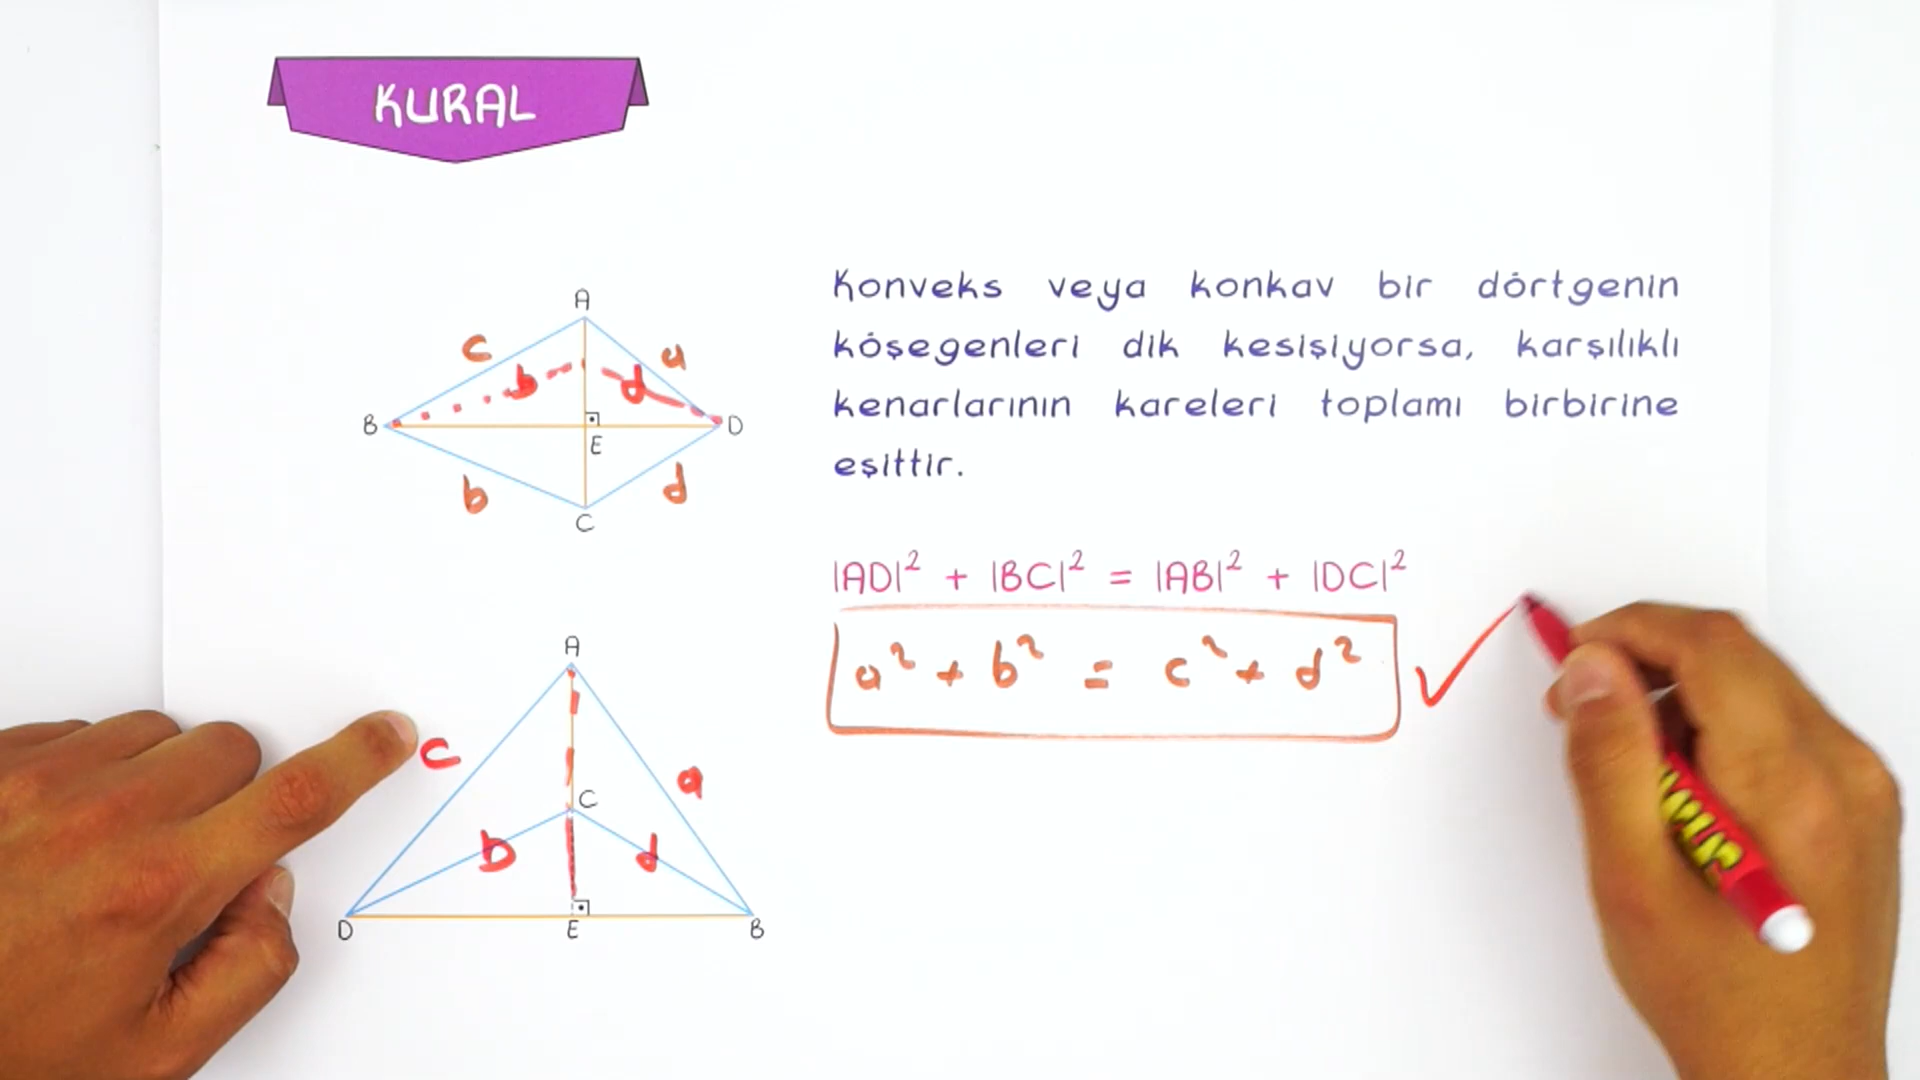 KURAL
A
c
a
b
d
B
D
E
b
d
C
Konveks veya konkav bir dörtgenin
köşegenleri dik kesişiyorsa, karşılıklı
kenarlarının kareleri toplamı birbirine
eşittir.
|AD|² + |BC|² = |AB|² + |DC|²
a² + b² = c² + d²
A
c
a
C
b
d
D
E
B